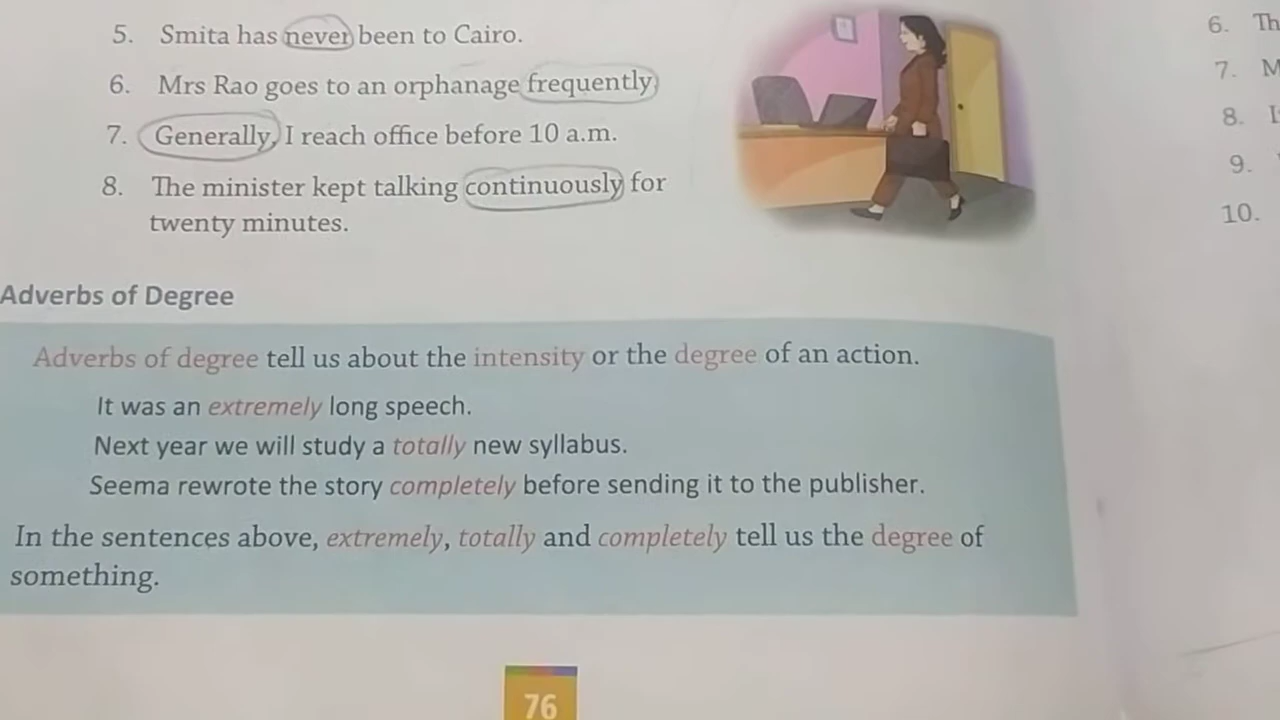 5. Smita has never been to Cairo.
6. Mrs Rao goes to an orphanage frequently
7. Generally, I reach office before 10 a.m.
8. The minister kept talking continuously for
twenty minutes.
Adverbs of Degree
Adverbs of degree tell us about the intensity or the degree of an action.
It was an extremely long speech.
Next year we will study a totally new syllabus.
Seema rewrote the story completely before sending it to the publisher.
In the sentences above, extremely, totally and completely tell us the degree of
something.
76
6. Th
7. M
8.
9.
10.